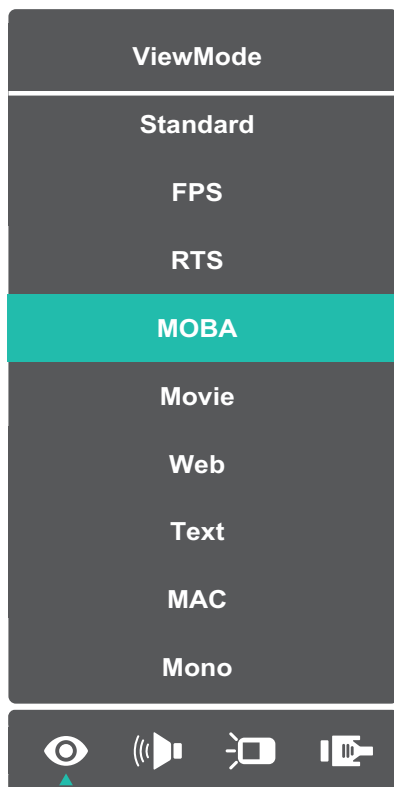 ViewMode
Standard
FPS
RTS
MOBA
Movie
Web
Text
MAC
Mono